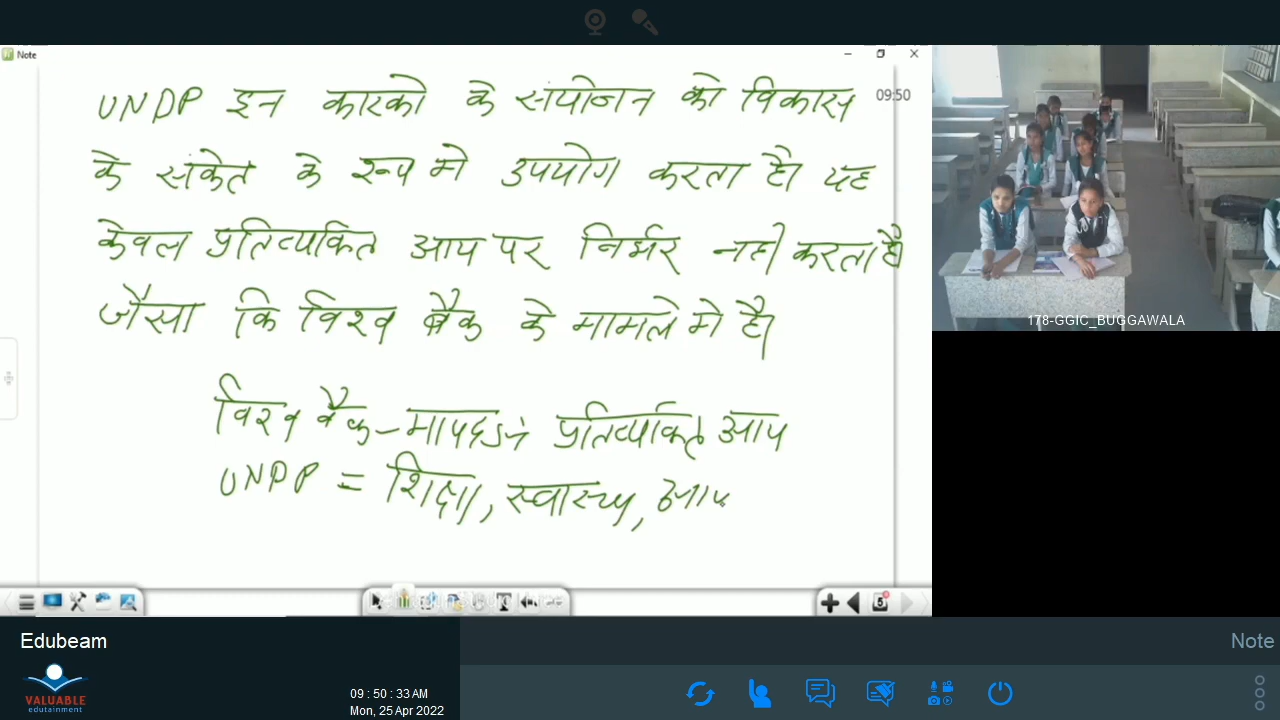 Note
UNDP इन कारको के संयोजन को विकास
09:50
के संकेत के रूप मे उपयोग करता है। यह
केवल प्रतिव्यक्ति आय पर निर्भर नही करता है।
जैसा कि विश्व बैंक के मामले मे है।
विश्व बैंक – मापदंड प्रतिव्यक्ति आय
UNDP = शिक्षा, स्वास्थ्य, आय
178-GGIC_BUGGAWALA
5
Edubeam
Note
VALUABLE
edutainment
09 : 50 : 33 AM
Mon, 25 Apr 2022